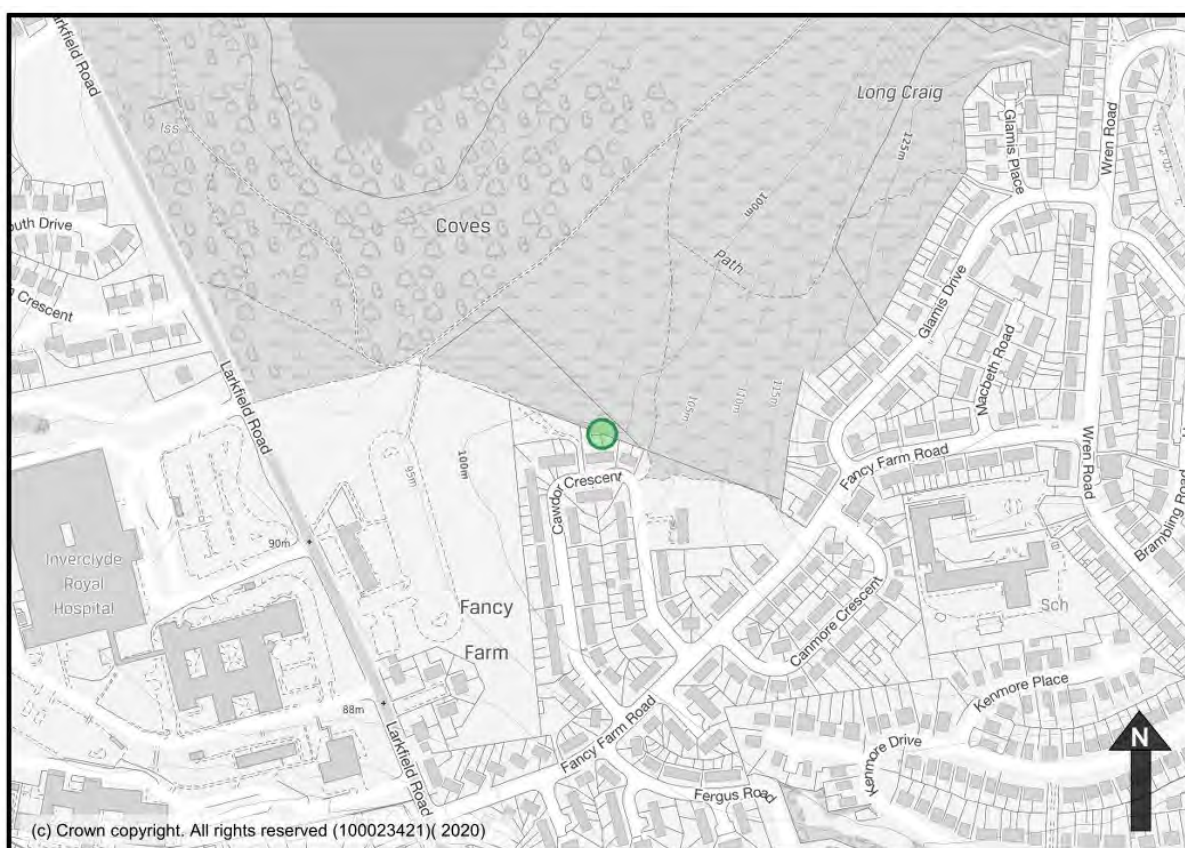 Larkfield Road
Long Craig
Glamis Place
Wren Road
125m
Iss
100m
Coves
Path
outh Drive
Crescent
Glamis Drive
Macbeth Road
Larkfield Road
105m
110m
115m
Fancy Farm Road
Wren Road
Brambling Road
100m
95m
Cawdor Crescent
90m
Inverclyde
Royal
Hospital
Fancy
Farm
Canmore Crescent
Sch
Kenmore Place
88m
Larkfield Road
Fancy Farm Road
Kenmore Drive
Fergus Road
N
(c) Crown copyright. All rights reserved (100023421)( 2020)